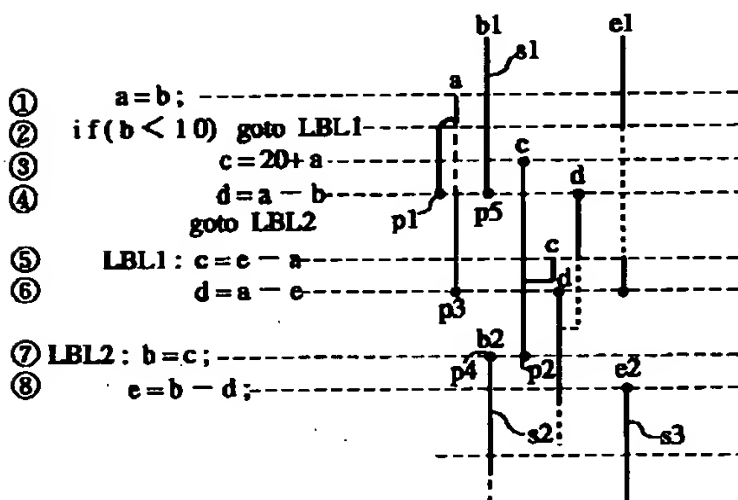 b1 e1
s1
a
① a=b;
② if(b < 10) goto LBL1
c
③ c=20+a
d
④ d=a - b
p1 p5
goto LBL2
c
⑤ LBL1: c=e - a
d
⑥ d=a - e
p3
b2
⑦ LBL2: b=c;
p4 p2 e2
⑧ e=b - d;
s2 s3